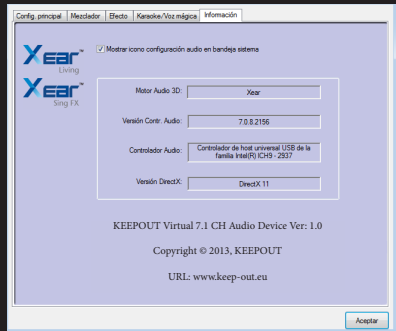 Config. principal Mezclador Efecto Karaoke/Voz mágica Información
Xear™
Living
Xear™
Sing FX
Mostrar icono configuración audio en bandeja sistema
Motor Audio 3D: Xear
Versión Contr. Audio: 7.0.8.2156
Controlador Audio: Controlador de host universal USB de la
familia Intel(R) ICH9 - 2937
Versión DirectX: DirectX 11
KEEPOUT Virtual 7.1 CH Audio Device Ver: 1.0
Copyright © 2013, KEEPOUT
URL: www.keep-out.eu
Aceptar